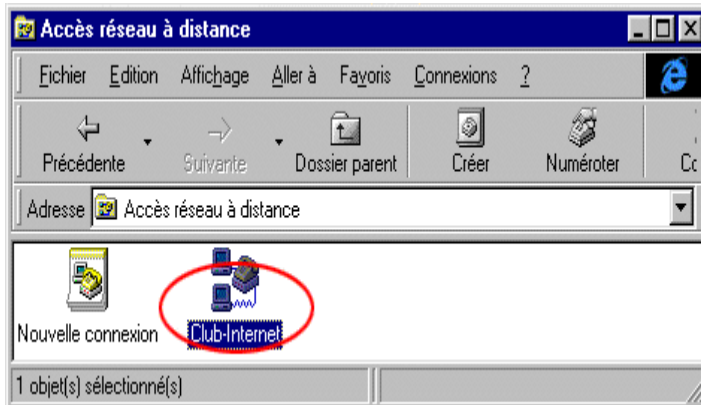 Accès réseau à distance
Fichier Edition Affichage Aller à Favoris Connexions ?
Précédente Suivante Dossier parent Créer Numéroter
Adresse Accès réseau à distance
Nouvelle connexion Club-Internet
1 objet(s) sélectionné(s)